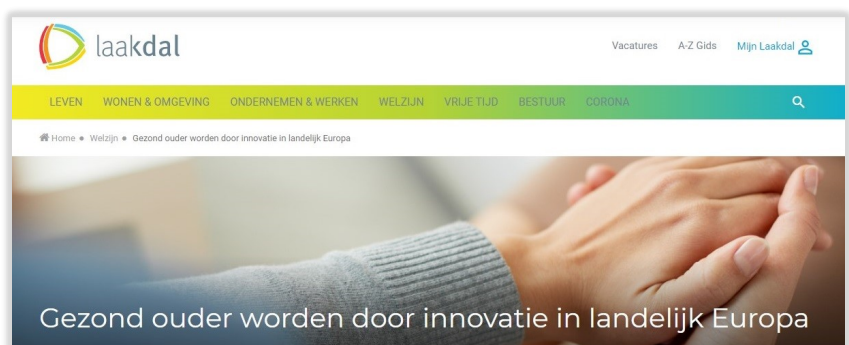 laakdal
Vacatures A-Z Gids Mijn Laakdal
LEVEN WONEN & OMGEVING ONDERNEMEN & WERKEN WELZIJN VRIJE TIJD BESTUUR CORONA
Home • Welzijn • Gezond ouder worden door innovatie in landelijk Europa
Gezond ouder worden door innovatie in landelijk Europa